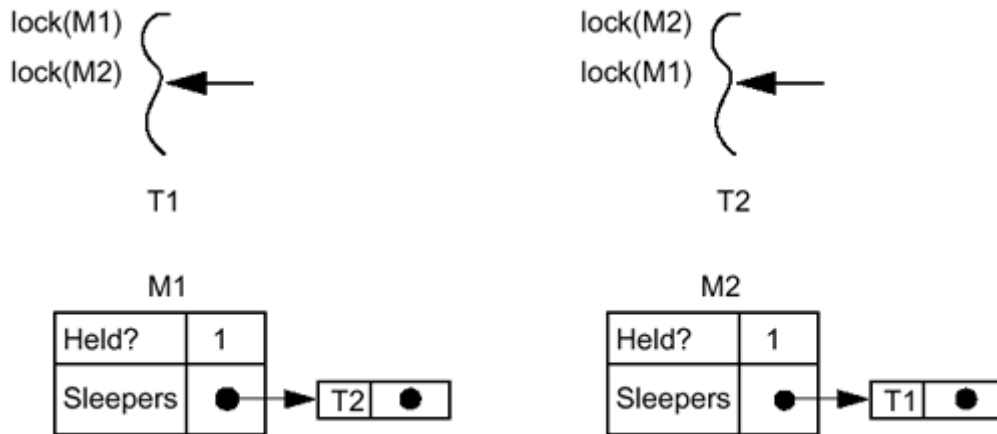 lock(M1)
lock(M2)
T1
lock(M2)
lock(M1)
T2
M1
Held? 1
Sleepers T2
M2
Held? 1
Sleepers T1